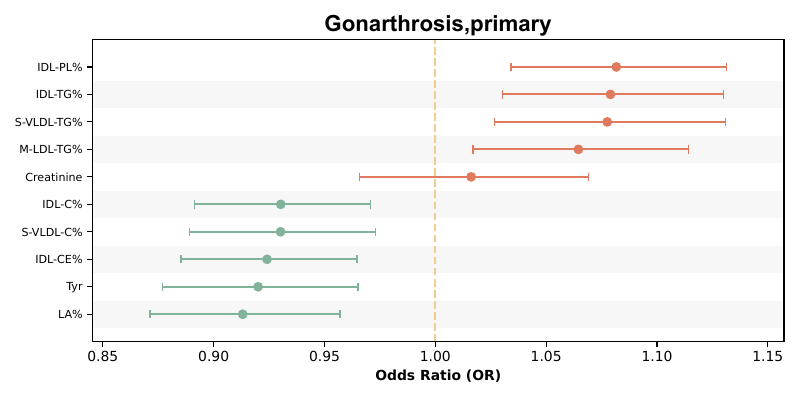 Gonarthrosis,primary
IDL-PL%
IDL-TG%
S-VLDL-TG%
M-LDL-TG%
Creatinine
IDL-C%
S-VLDL-C%
IDL-CE%
Tyr
LA%
0.85 0.90 0.95 1.00 1.05 1.10 1.15
Odds Ratio (OR)